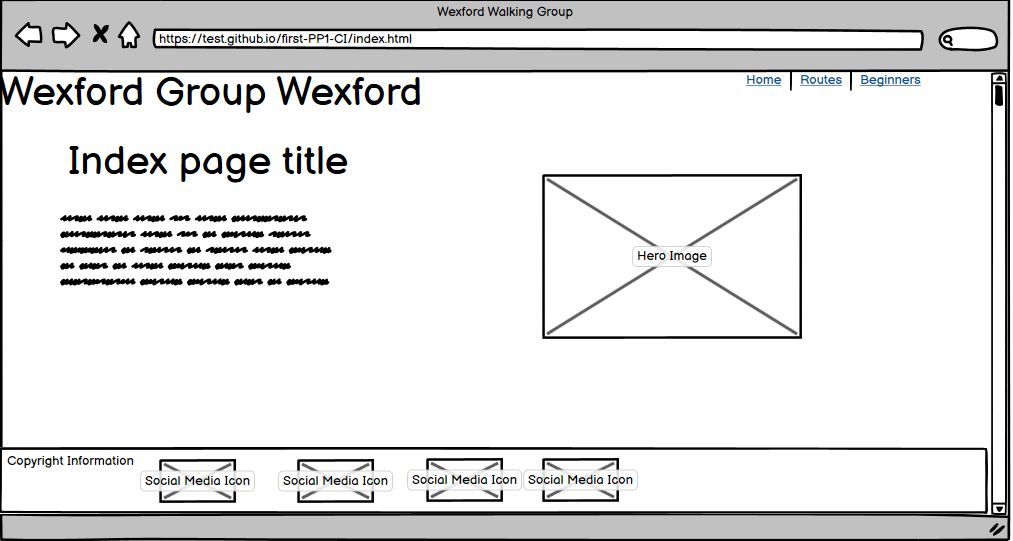 Wexford Walking Group
https://test.github.io/first-PP1-CI/index.html
Wexford Group Wexford
Home Routes Beginners
Index page title
Hero Image
Copyright Information
Social Media Icon Social Media Icon Social Media Icon Social Media Icon